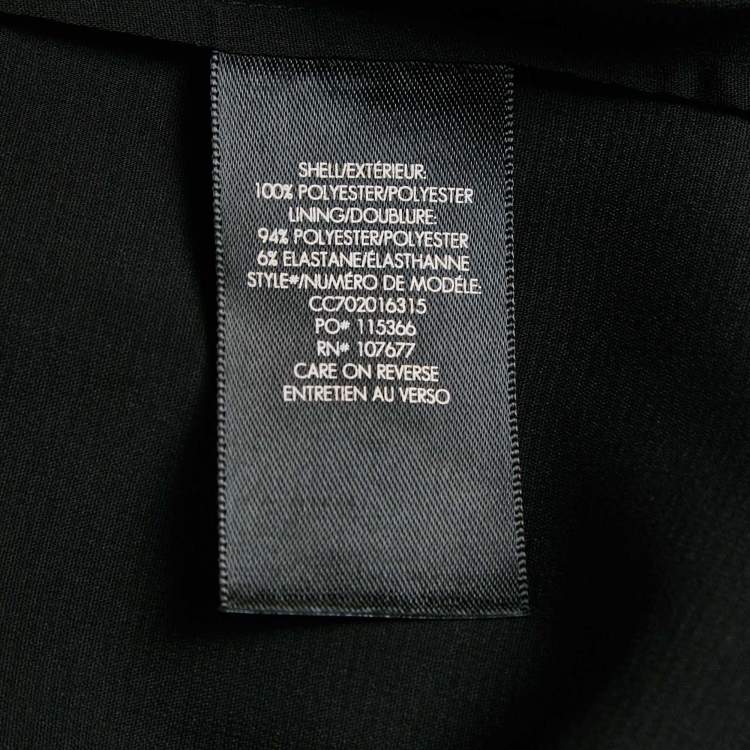 SHELL/EXTÉRIEUR:
100% POLYESTER/POLYESTER
LINING/DOUBLURE:
94% POLYESTER/POLYESTER
6% ELASTANE/ÉLASTHANNE
STYLE#/NUMÉRO DE MODÉLE:
CC702016315
PO# 115366
RN# 107677
CARE ON REVERSE
ENTRETIEN AU VERSO